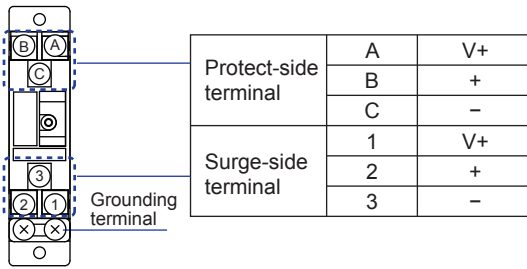 B A
C
3
2 1
Grounding
terminal
Protect-side
terminal
A V+
B +
C −
Surge-side
terminal
1 V+
2 +
3 −